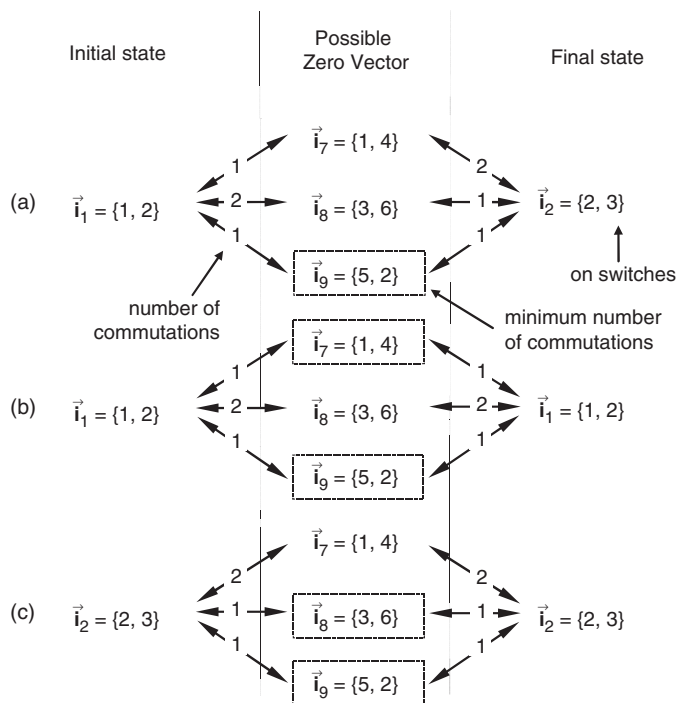 Initial state
Possible
Zero Vector
Final state
i⃗₇ = {1, 4}
1
2
(a)
i⃗₁ = {1, 2}
2
i⃗₈ = {3, 6}
1
i⃗₂ = {2, 3}
1
1
i⃗₉ = {5, 2}
on switches
number of
commutations
minimum number
of commutations
i⃗₇ = {1, 4}
1
1
(b)
i⃗₁ = {1, 2}
2
i⃗₈ = {3, 6}
2
i⃗₁ = {1, 2}
1
1
i⃗₉ = {5, 2}
i⃗₇ = {1, 4}
2
2
(c)
i⃗₂ = {2, 3}
1
i⃗₈ = {3, 6}
1
i⃗₂ = {2, 3}
1
1
i⃗₉ = {5, 2}